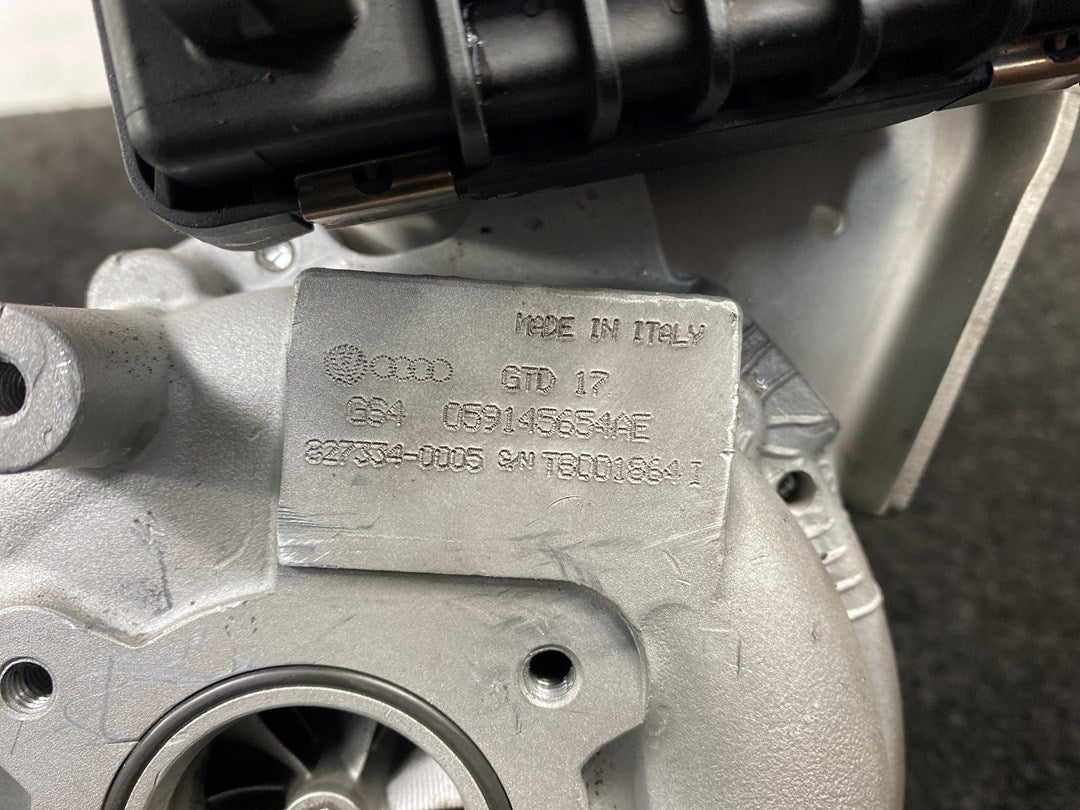 MADE IN ITALY
GTD 17
GS4 059145654AE
827334-0005 S/N T8001864 I